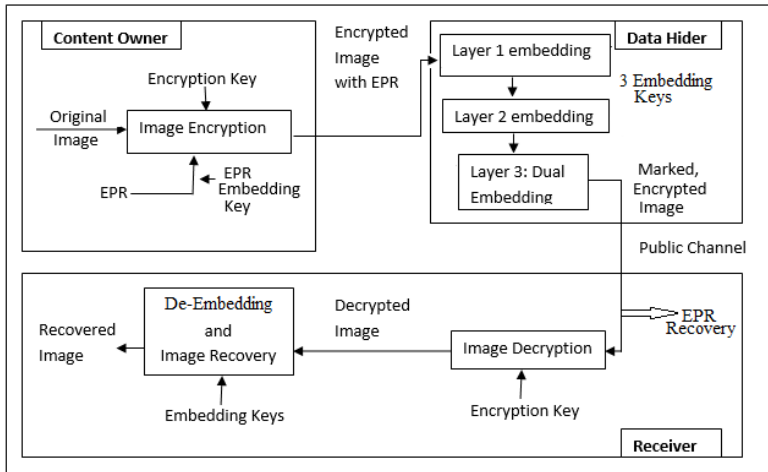 Content Owner
Encryption Key
Original
Image
Image Encryption
EPR
EPR
Embedding
Key
Encrypted
Image
with EPR
Data Hider
Layer 1 embedding
3 Embedding
Keys
Layer 2 embedding
Layer 3: Dual
Embedding
Marked,
Encrypted
Image
Public Channel
De-Embedding
and
Image Recovery
Decrypted
Image
Recovered
Image
EPR
Recovery
Image Decryption
Embedding Keys
Encryption Key
Receiver